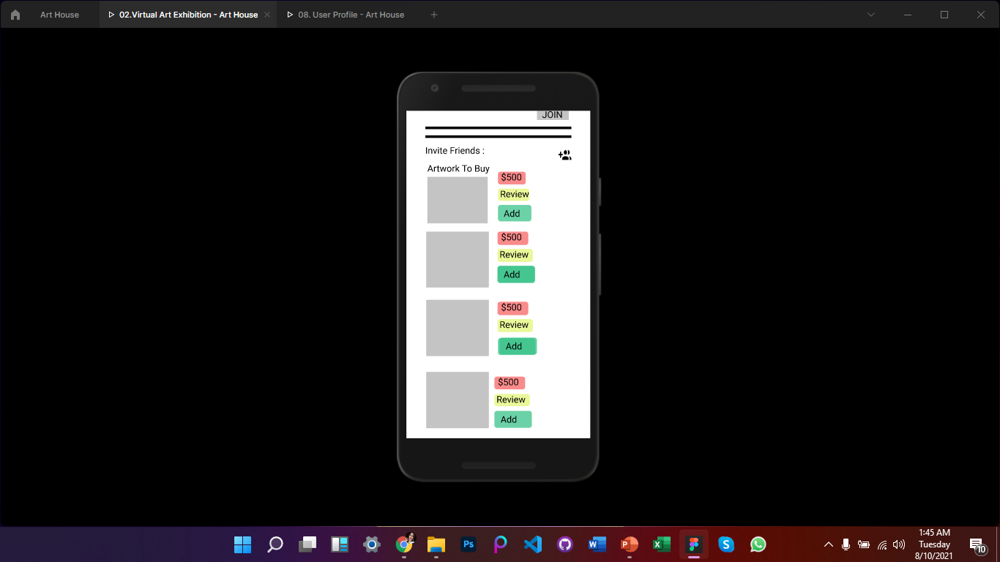 Art House
02.Virtual Art Exhibition - Art House
08. User Profile - Art House
JOIN
Invite Friends :
Artwork To Buy
$500
Review
Add
$500
Review
Add
$500
Review
Add
$500
Review
Add
Ps
W
P
X
S
1:45 AM
Tuesday
8/10/2021
10